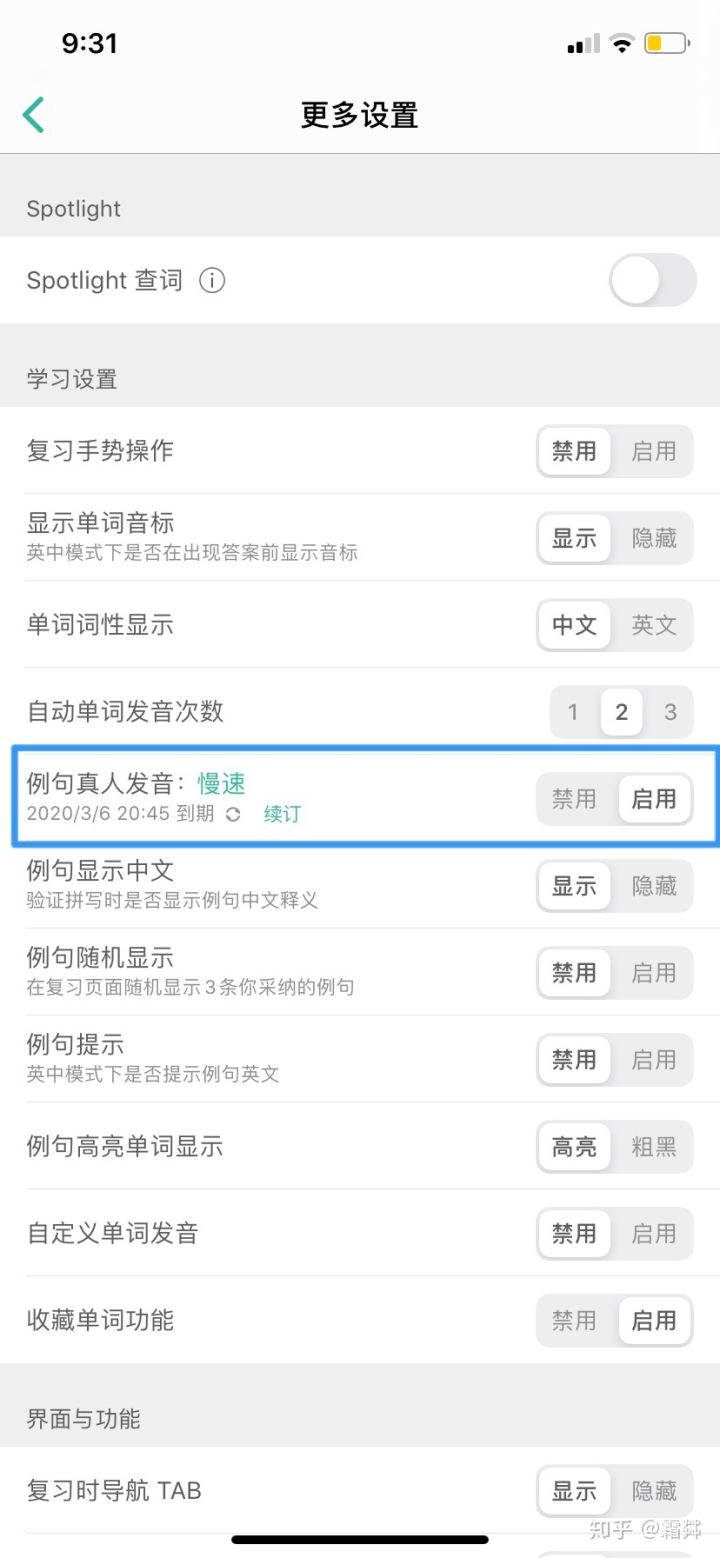 9:31
更多设置
Spotlight
Spotlight 查词
学习设置
复习手势操作 禁用 启用
显示单词音标 显示 隐藏
英中模式下是否在出现答案前显示音标
单词词性显示 中文 英文
自动单词发音次数 1 2 3
例句真人发音：慢速 禁用 启用
2020/3/6 20:45 到期 续订
例句显示中文 显示 隐藏
验证拼写时是否显示例句中文释义
例句随机显示 禁用 启用
在复习页面随机显示3条你采纳的例句
例句提示 禁用 启用
英中模式下是否提示例句英文
例句高亮单词显示 高亮 粗黑
自定义单词发音 禁用 启用
收藏单词功能 禁用 启用
界面与功能
复习时导航 TAB 显示 隐藏
知乎